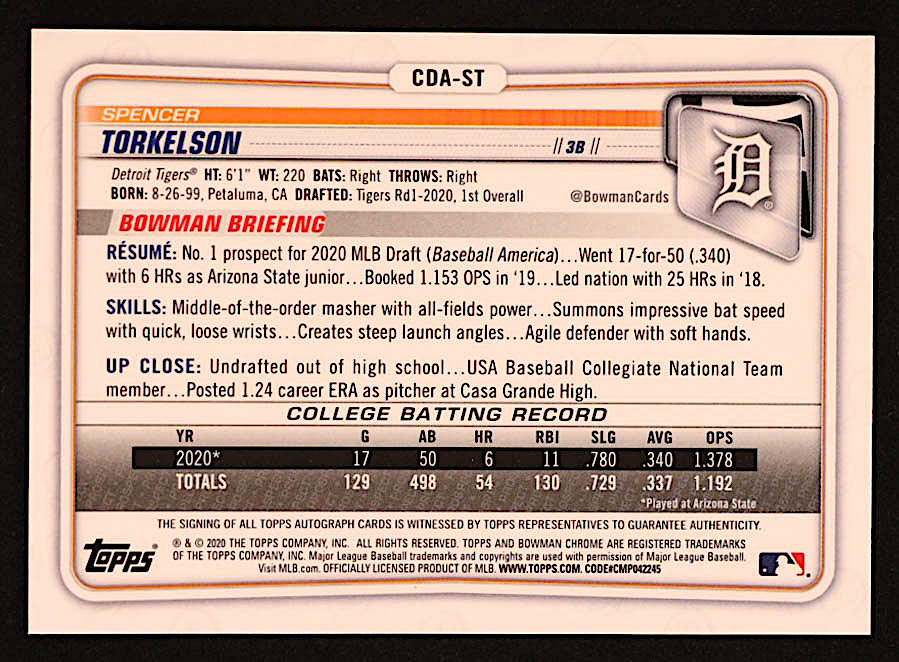 CDA-ST
SPENCER
TORKELSON // 3B //
Detroit Tigers® HT: 6'1" WT: 220 BATS: Right THROWS: Right
BORN: 8-26-99, Petaluma, CA DRAFTED: Tigers Rd1-2020, 1st Overall @BowmanCards
D ®
BOWMAN BRIEFING
RÉSUMÉ: No. 1 prospect for 2020 MLB Draft (Baseball America)...Went 17-for-50 (.340)
with 6 HRs as Arizona State junior...Booked 1.153 OPS in '19...Led nation with 25 HRs in '18.
SKILLS: Middle-of-the-order masher with all-fields power...Summons impressive bat speed
with quick, loose wrists...Creates steep launch angles...Agile defender with soft hands.
UP CLOSE: Undrafted out of high school...USA Baseball Collegiate National Team
member...Posted 1.24 career ERA as pitcher at Casa Grande High.
COLLEGE BATTING RECORD
YR G AB HR RBI SLG AVG OPS
2020* 17 50 6 11 .780 .340 1.378
TOTALS 129 498 54 130 .729 .337 1.192
*Played at Arizona State
THE SIGNING OF ALL TOPPS AUTOGRAPH CARDS IS WITNESSED BY TOPPS REPRESENTATIVES TO GUARANTEE AUTHENTICITY.
topps®
® & © 2020 THE TOPPS COMPANY, INC. ALL RIGHTS RESERVED. TOPPS AND BOWMAN CHROME ARE REGISTERED TRADEMARKS
OF THE TOPPS COMPANY, INC. Major League Baseball trademarks and copyrights are used with permission of Major League Baseball.
Visit MLB.com. OFFICIALLY LICENSED PRODUCT OF MLB. WWW.TOPPS.COM. CODE#CMP042245